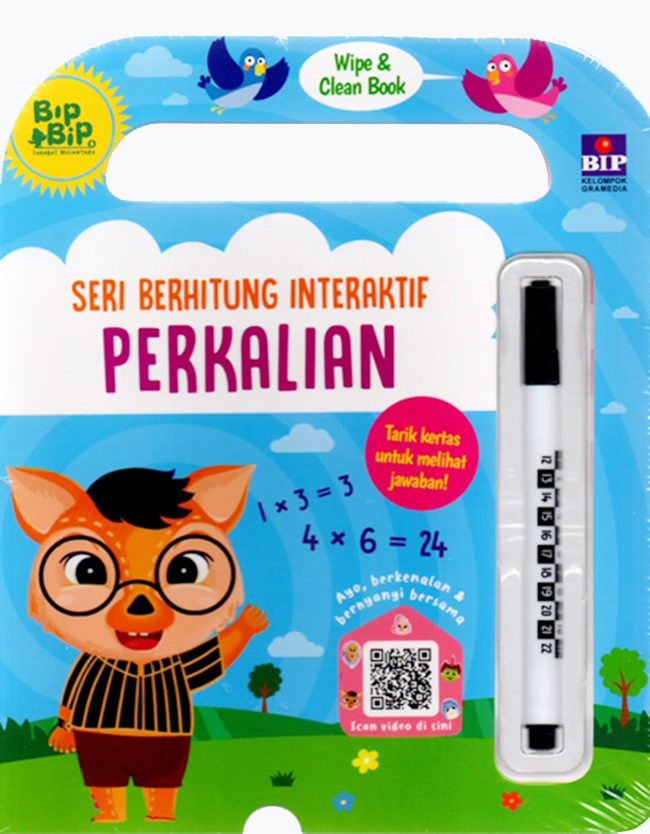 Wipe &
Clean Book
Bip
Bip
SAHABAT NUSANTARA
BIP
KELOMPOK
GRAMEDIA
SERI BERHITUNG INTERAKTIF
PERKALIAN
Tarik kertas
untuk melihat
jawaban!
1 × 3 = 3
4 × 6 = 24
Ayo, berkenalan &
bernyanyi bersama
Scan video di sini
12 13 14 15 16 17 18 19 20 21 22